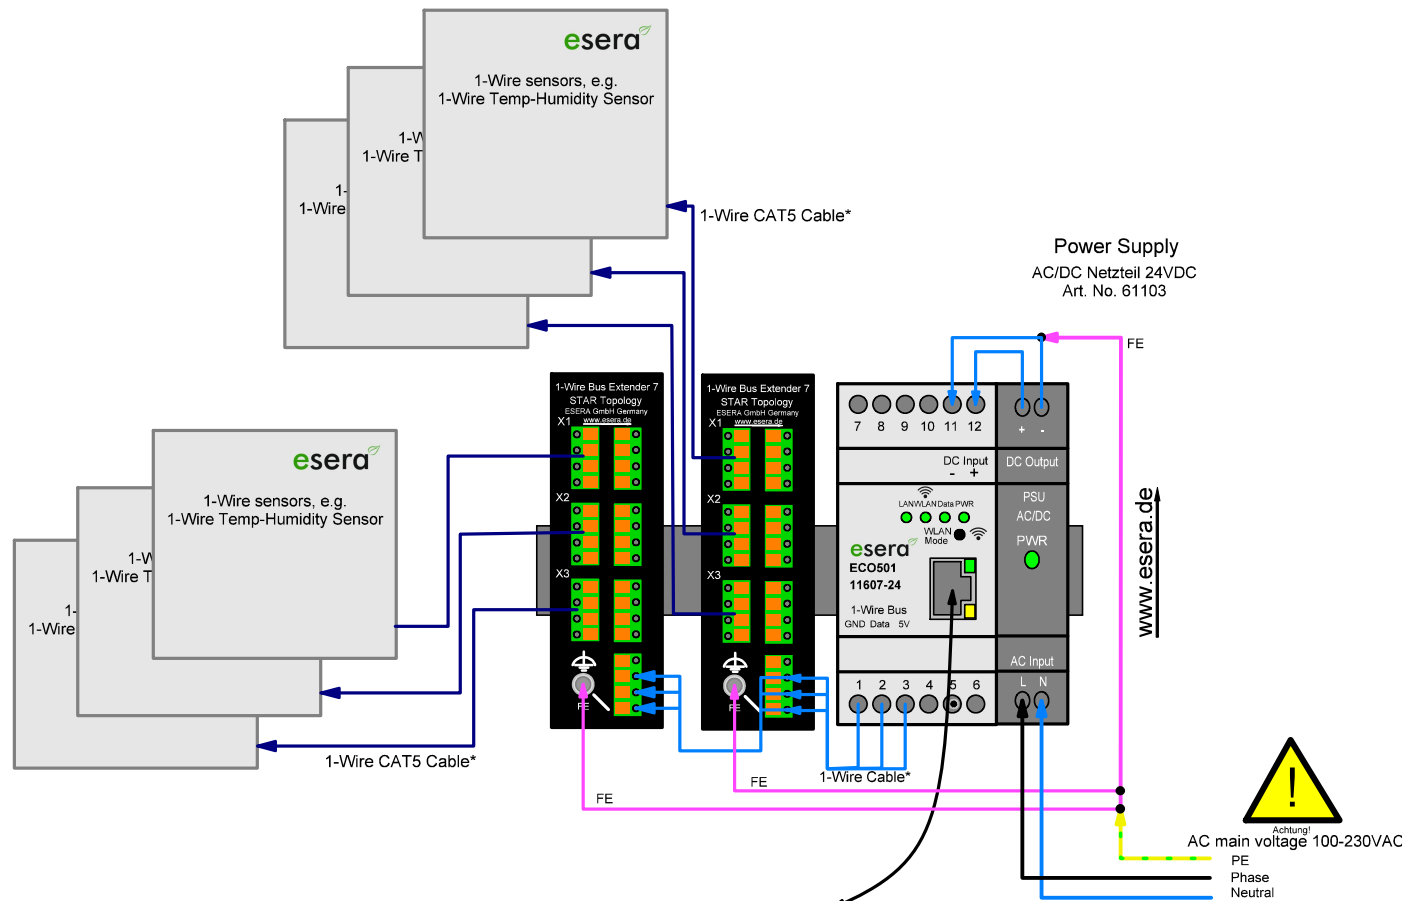 esera
1-Wire sensors, e.g.
1-Wire Temp-Humidity Sensor
1-W
1-Wire T
1-
1-Wire
1-Wire CAT5 Cable*
Power Supply
AC/DC Netzteil 24VDC
Art. No. 61103
FE
1-Wire Bus Extender 7
STAR Topology
ESERA GmbH Germany
www.esera.de
X1
X2
X3
FE
1-Wire Bus Extender 7
STAR Topology
ESERA GmbH Germany
www.esera.de
X1
X2
X3
FE
7 8 9 10 11 12
DC Input
- +
LAN WLAN Data PWR
WLAN
Mode
esera
ECO501
11607-24
1-Wire Bus
GND Data 5V
1 2 3 4 5 6
+ -
DC Output
PSU
AC/DC
PWR
AC Input
L N
www.esera.de
esera
1-Wire sensors, e.g.
1-Wire Temp-Humidity Sensor
1-W
1-Wire T
1-
1-Wire
1-Wire CAT5 Cable*
1-Wire Cable*
FE
FE
!
Achtung!
AC main voltage 100-230VAC
PE
Phase
Neutral